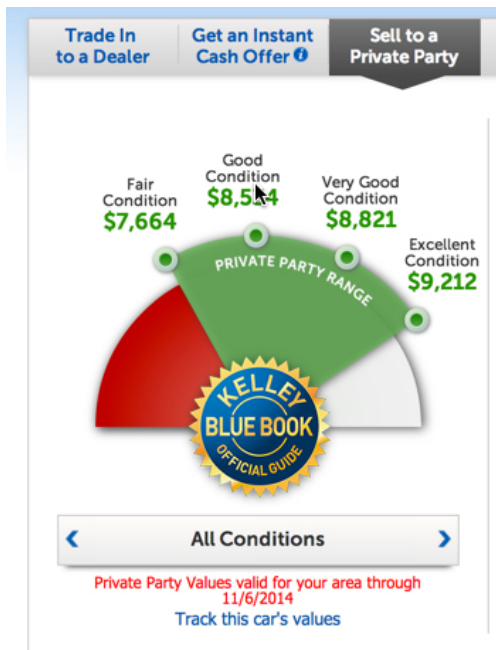 Trade In
to a Dealer
Get an Instant
Cash Offer
Sell to a
Private Party
Good
Condition
Fair
Condition
$7,664
Very Good
Condition
$8,821
Excellent
Condition
$9,212
PRIVATE PARTY RANGE
KELLEY
BLUE BOOK
OFFICIAL GUIDE
All Conditions
Private Party Values valid for your area through
11/6/2014
Track this car's values